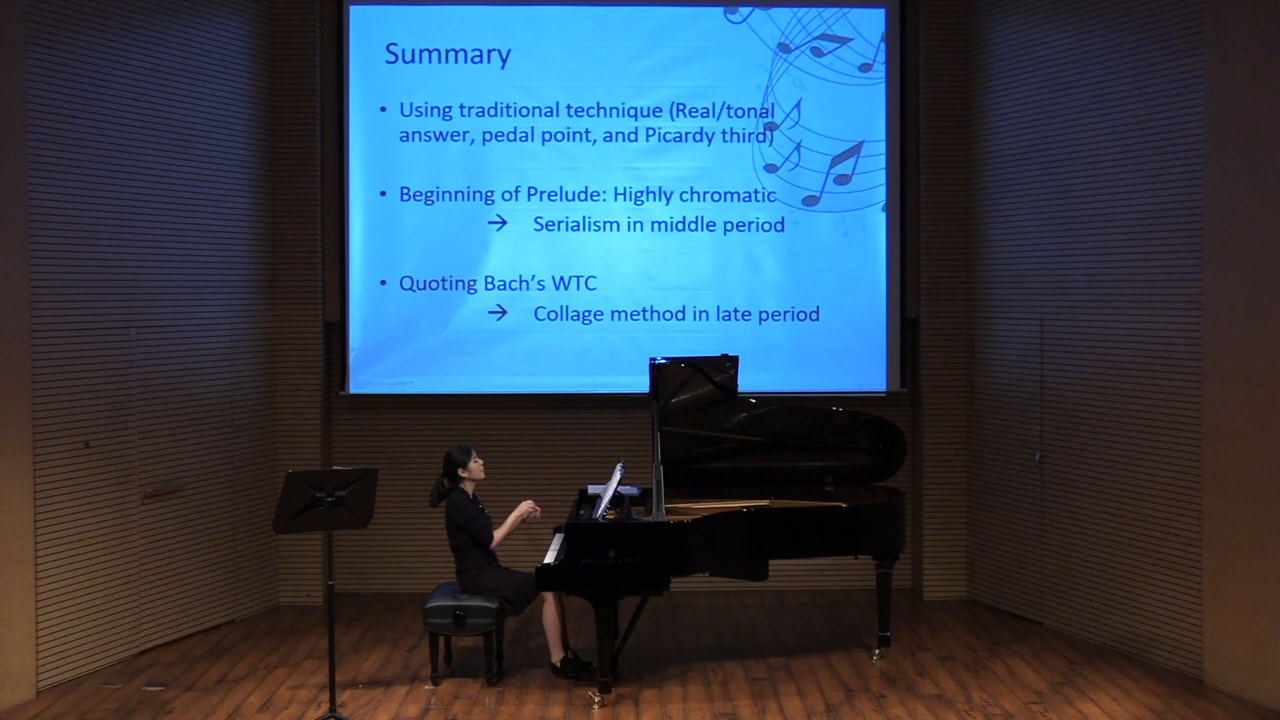 Summary
• Using traditional technique (Real/tonal
answer, pedal point, and Picardy third)
• Beginning of Prelude: Highly chromatic
→ Serialism in middle period
• Quoting Bach's WTC
→ Collage method in late period